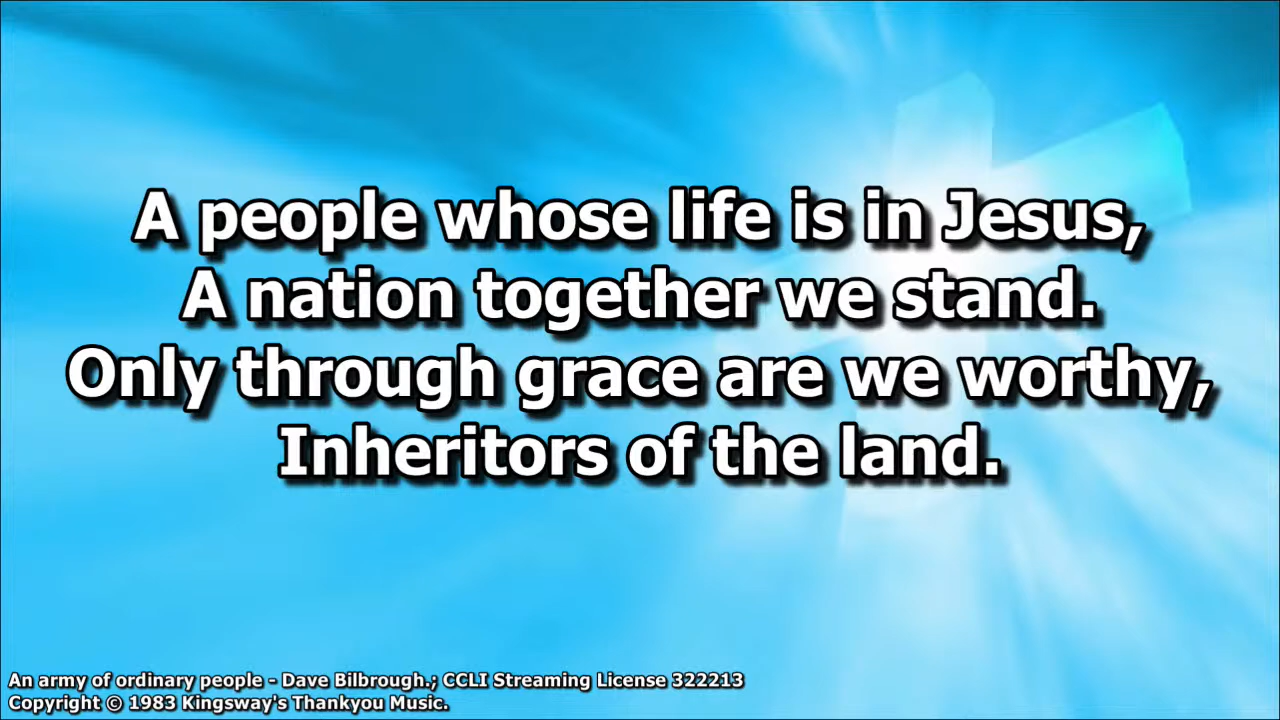 A people whose life is in Jesus,
A nation together we stand.
Only through grace are we worthy,
Inheritors of the land.
An army of ordinary people - Dave Bilbrough.; CCLI Streaming License 322213
Copyright © 1983 Kingsway's Thankyou Music.